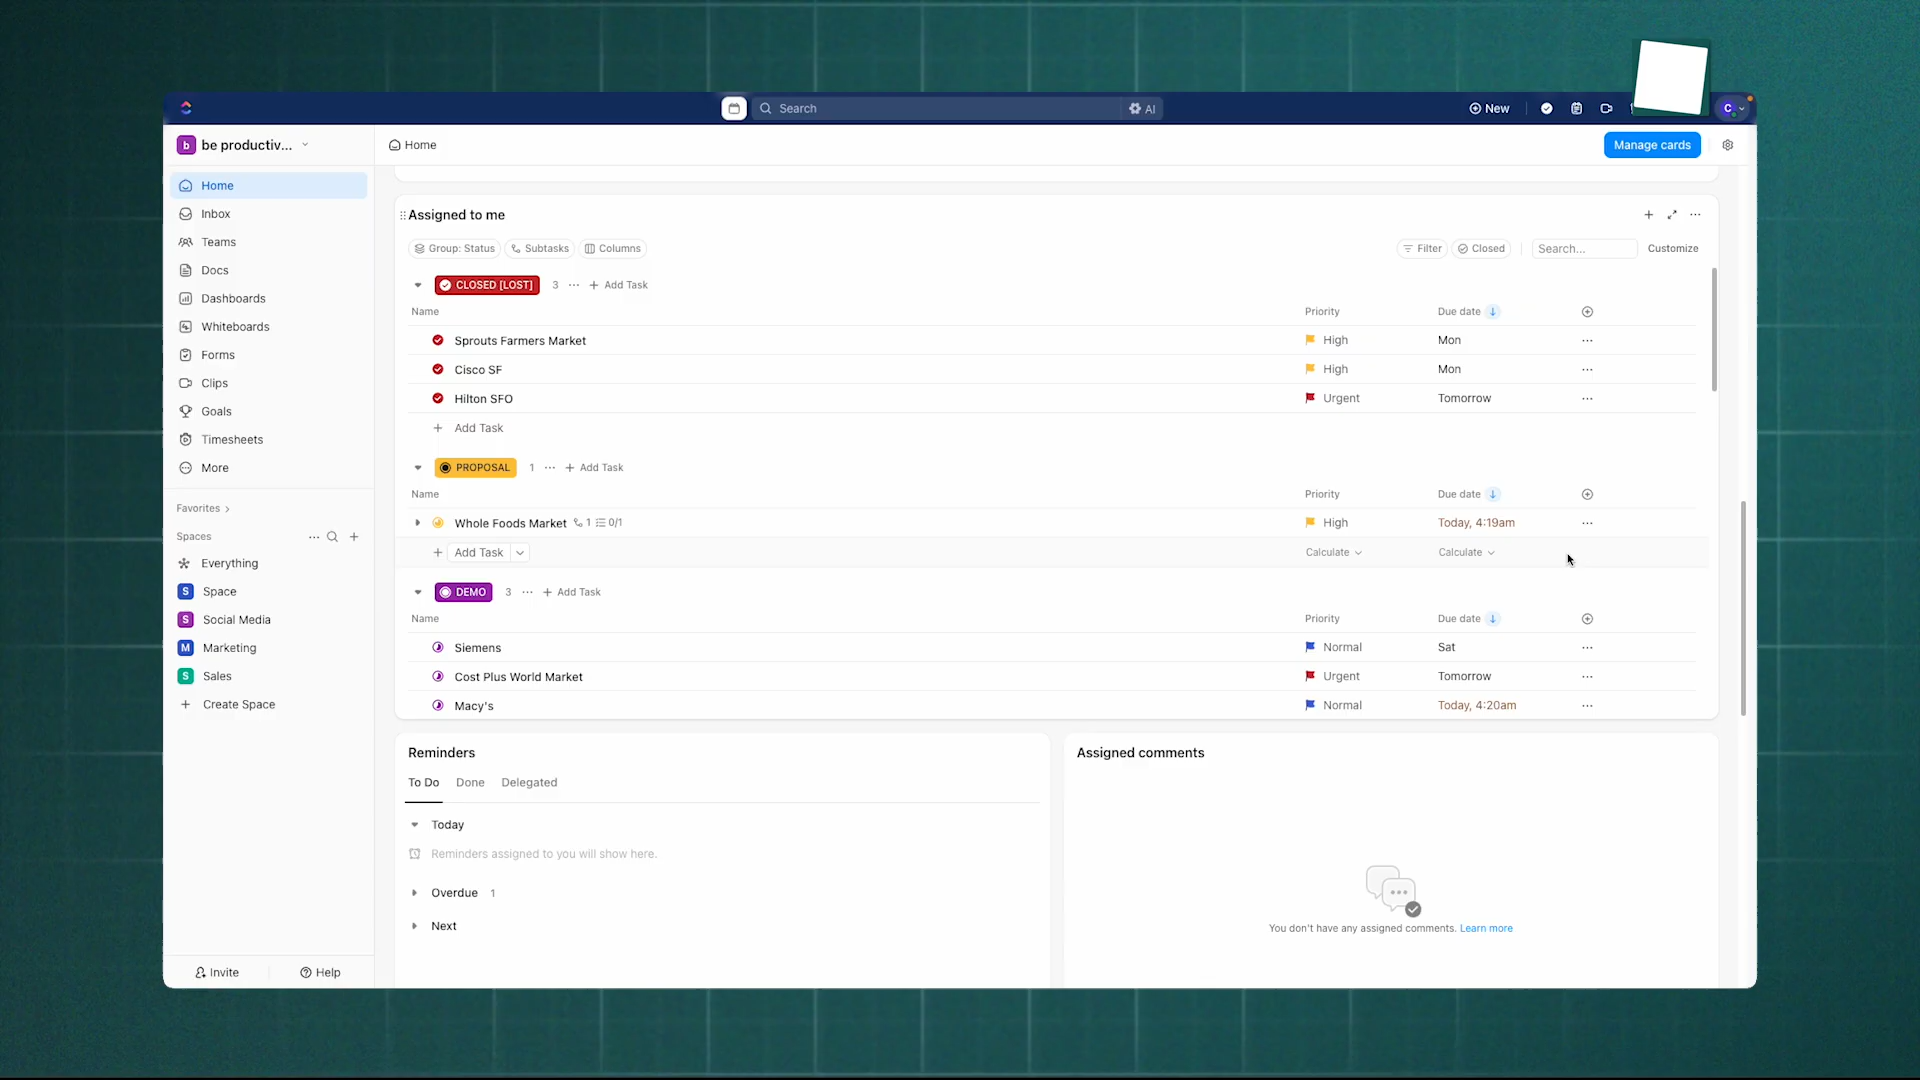 Search
AI
New
C
b be productiv...
Home
Manage cards
Home
Inbox
Teams
Docs
Dashboards
Whiteboards
Forms
Clips
Goals
Timesheets
More
Favorites
Spaces
Everything
S Space
S Social Media
M Marketing
S Sales
Create Space
Invite
Help
Assigned to me
Group: Status
Subtasks
Columns
Filter
Closed
Search...
Customize
CLOSED [LOST] 3 ... + Add Task
Name Priority Due date
Sprouts Farmers Market High Mon
Cisco SF High Mon
Hilton SFO Urgent Tomorrow
+ Add Task
PROPOSAL 1 ... + Add Task
Name Priority Due date
Whole Foods Market 1 0/1 High Today, 4:19am
+ Add Task Calculate Calculate
DEMO 3 ... + Add Task
Name Priority Due date
Siemens Normal Sat
Cost Plus World Market Urgent Tomorrow
Macy's Normal Today, 4:20am
Reminders
To Do Done Delegated
Today
Reminders assigned to you will show here.
Overdue 1
Next
Assigned comments
You don't have any assigned comments. Learn more